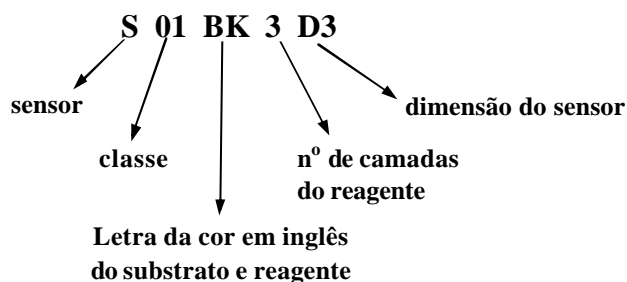 S 01 BK 3 D3
sensor
dimensão do sensor
classe
nº de camadas
do reagente
Letra da cor em inglês
do substrato e reagente